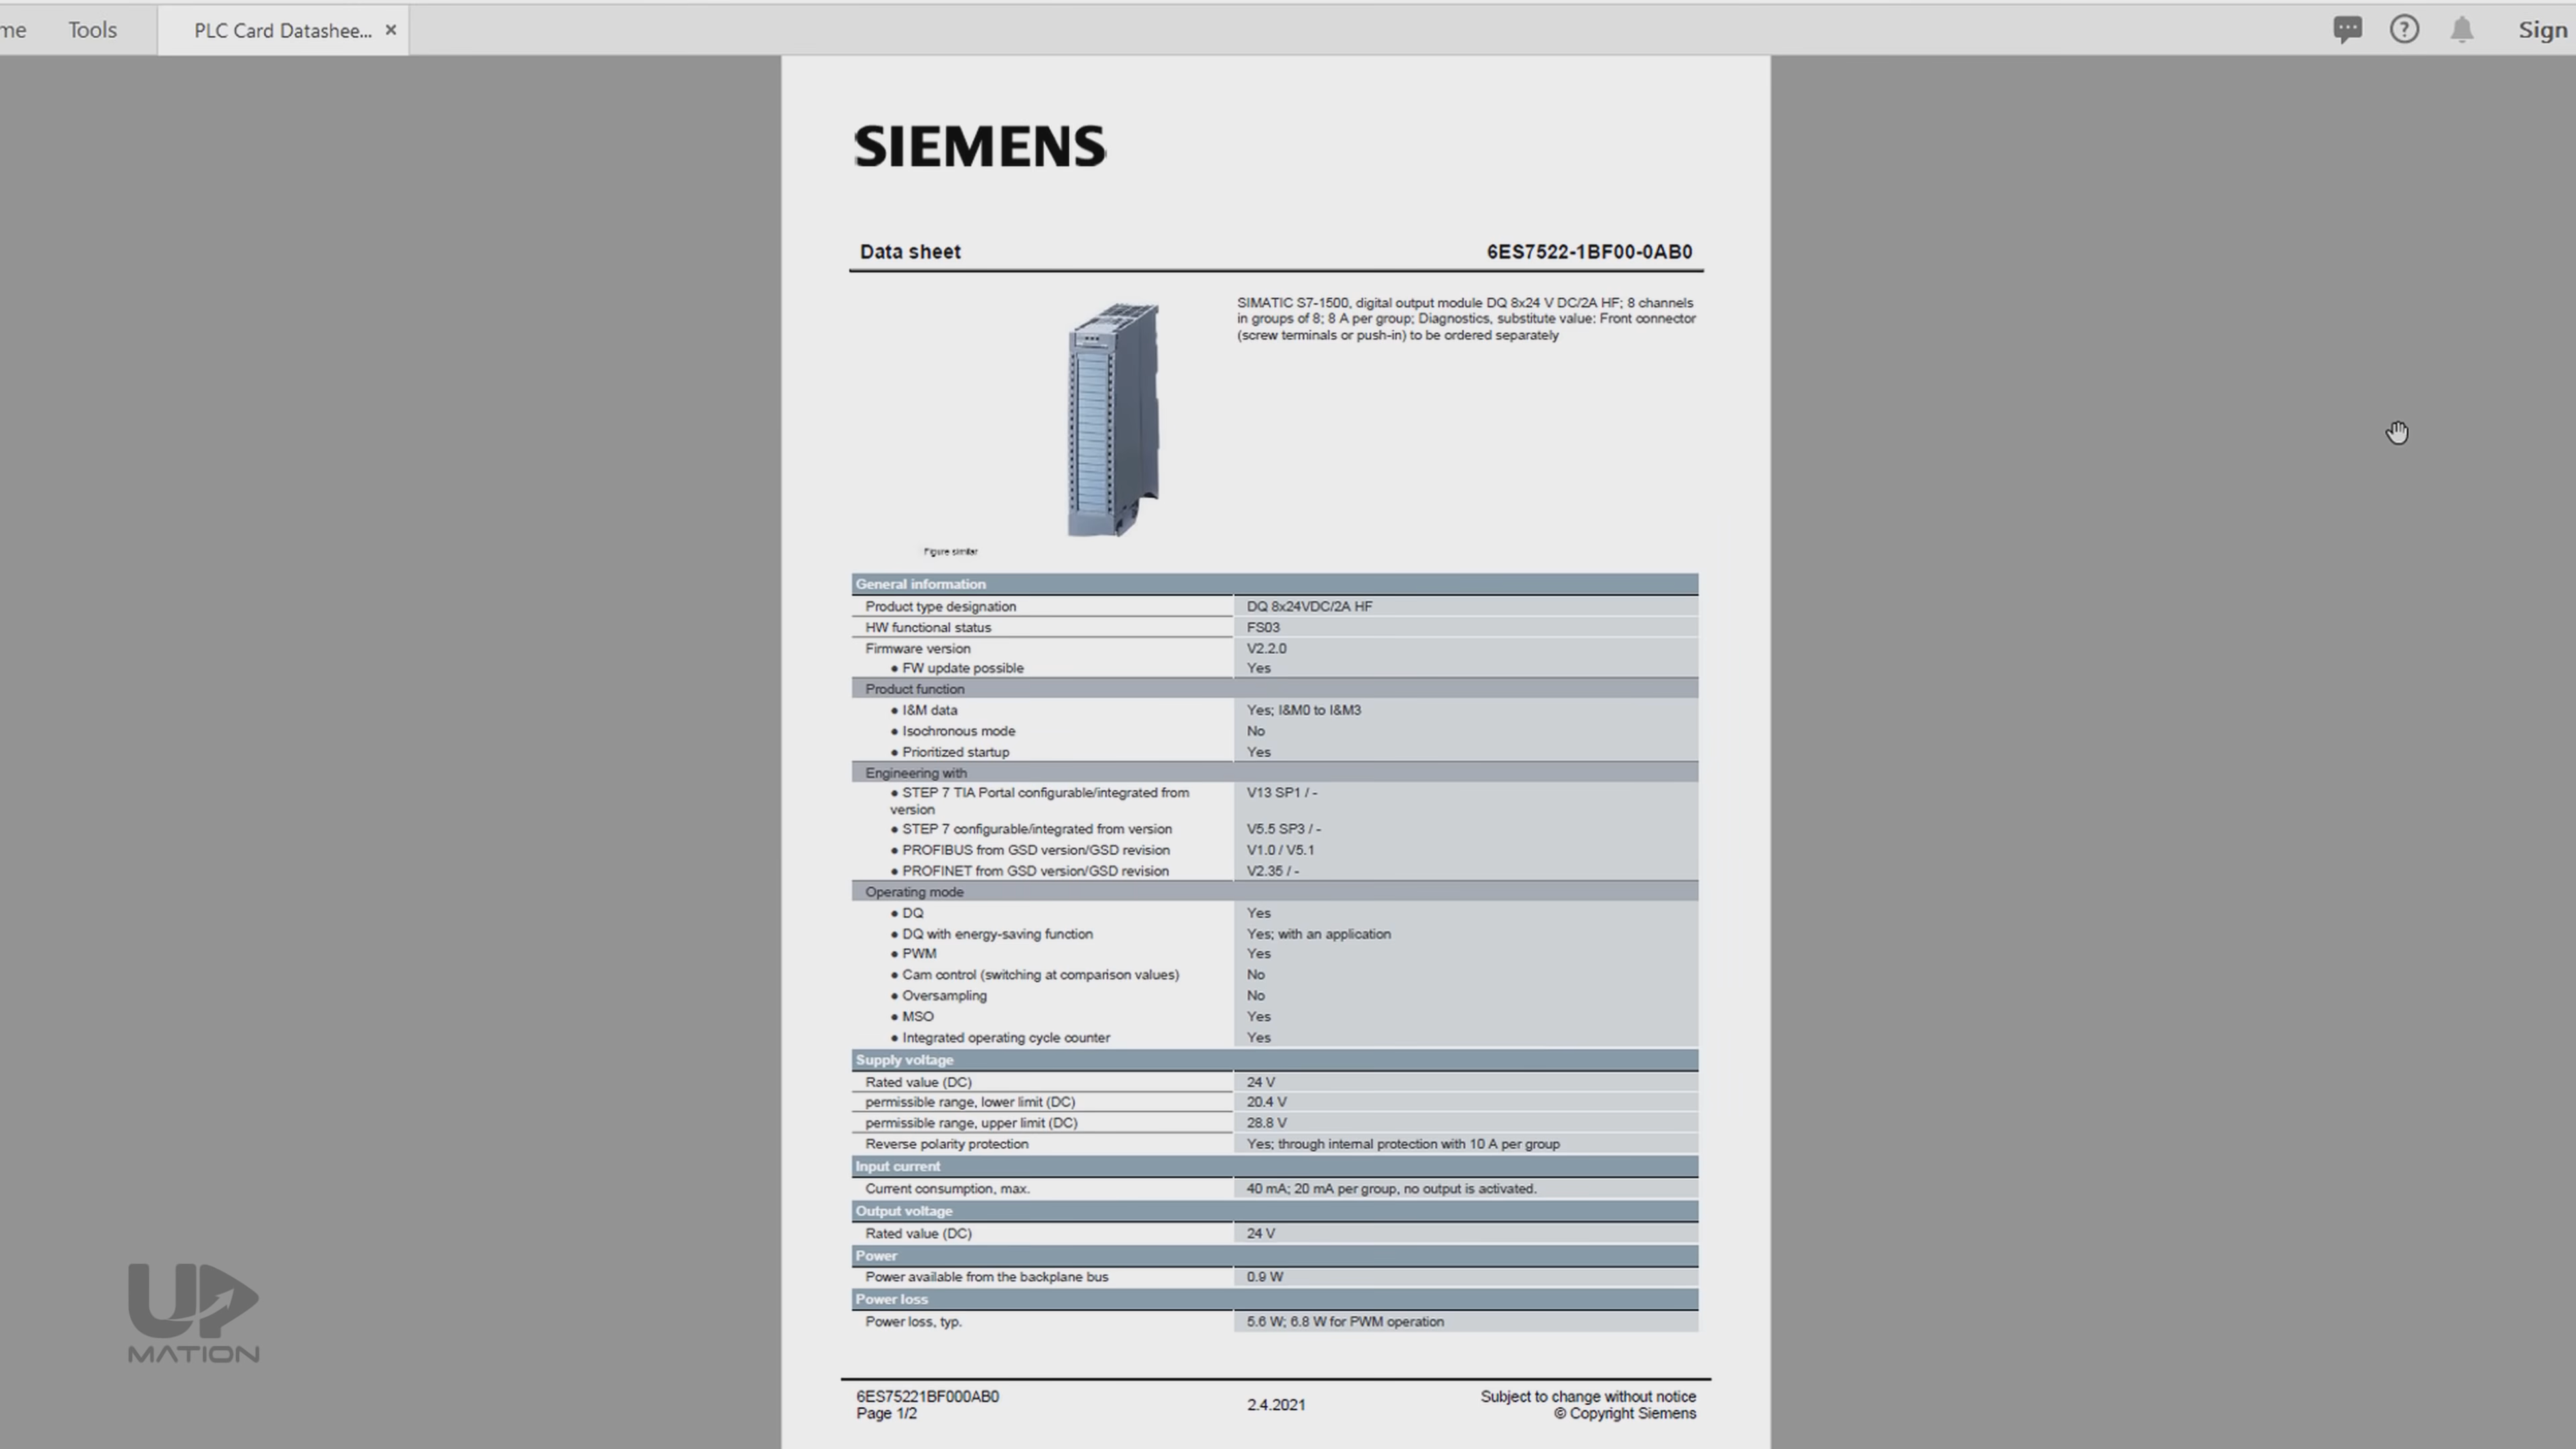 me Tools PLC Card Datashee... × Sign
SIEMENS
Data sheet 6ES7522-1BF00-0AB0
SIMATIC S7-1500, digital output module DQ 8x24 V DC/2A HF; 8 channels
in groups of 8; 8 A per group; Diagnostics, substitute value: Front connector
(screw terminals or push-in) to be ordered separately
Figure similar
General information
Product type designation DQ 8x24VDC/2A HF
HW functional status FS03
Firmware version V2.2.0
● FW update possible Yes
Product function
● I&M data Yes; I&M0 to I&M3
● Isochronous mode No
● Prioritized startup Yes
Engineering with
● STEP 7 TIA Portal configurable/integrated from V13 SP1 / -
version
● STEP 7 configurable/integrated from version V5.5 SP3 / -
● PROFIBUS from GSD version/GSD revision V1.0 / V5.1
● PROFINET from GSD version/GSD revision V2.35 / -
Operating mode
● DQ Yes
● DQ with energy-saving function Yes; with an application
● PWM Yes
● Cam control (switching at comparison values) No
● Oversampling No
● MSO Yes
● Integrated operating cycle counter Yes
Supply voltage
Rated value (DC) 24 V
permissible range, lower limit (DC) 20.4 V
permissible range, upper limit (DC) 28.8 V
Reverse polarity protection Yes; through internal protection with 10 A per group
Input current
Current consumption, max. 40 mA; 20 mA per group, no output is activated.
Output voltage
Rated value (DC) 24 V
Power
Power available from the backplane bus 0.9 W
Power loss
Power loss, typ. 5.6 W; 6.8 W for PWM operation
6ES75221BF000AB0 2.4.2021 Subject to change without notice
Page 1/2 © Copyright Siemens
UP
MATION